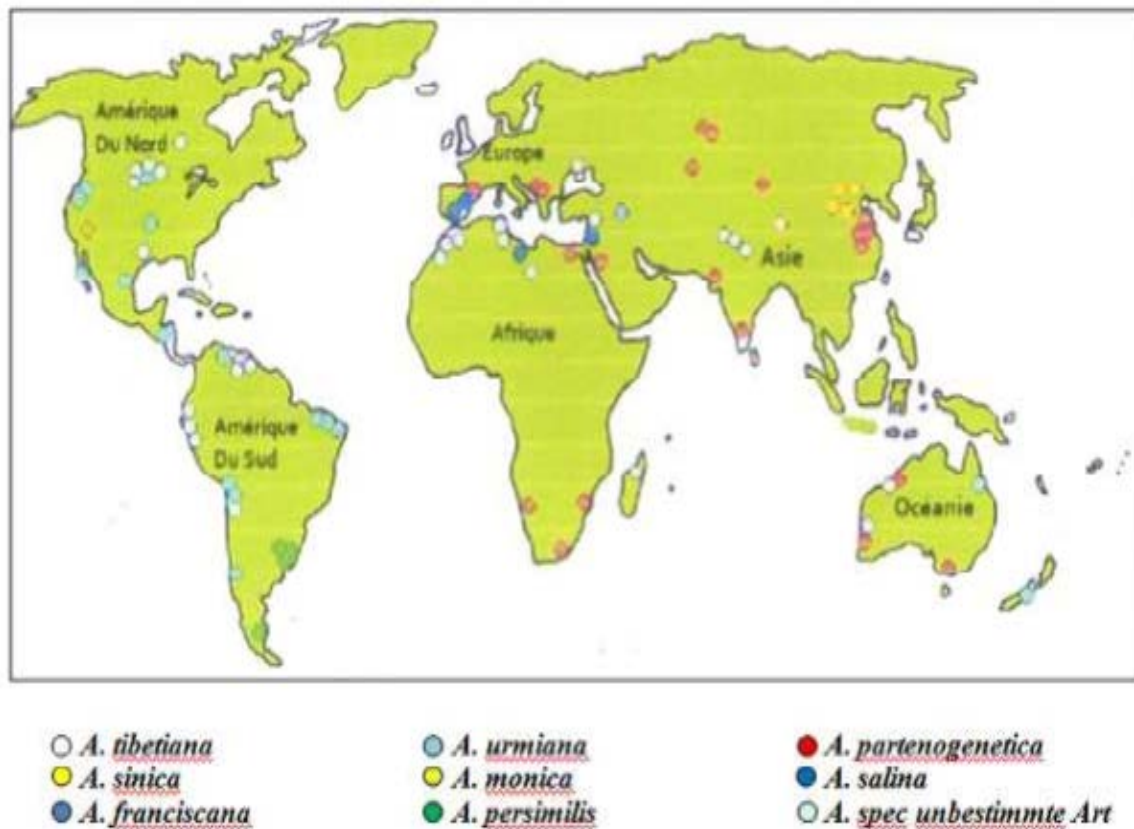 Amérique
Du Nord
Europe
Asie
Afrique
Amérique
Du Sud
Océanie
A. tibetiana
A. urmiana
A. partenogenetica
A. sinica
A. monica
A. salina
A. franciscana
A. persimilis
A. spec unbestimmte Art